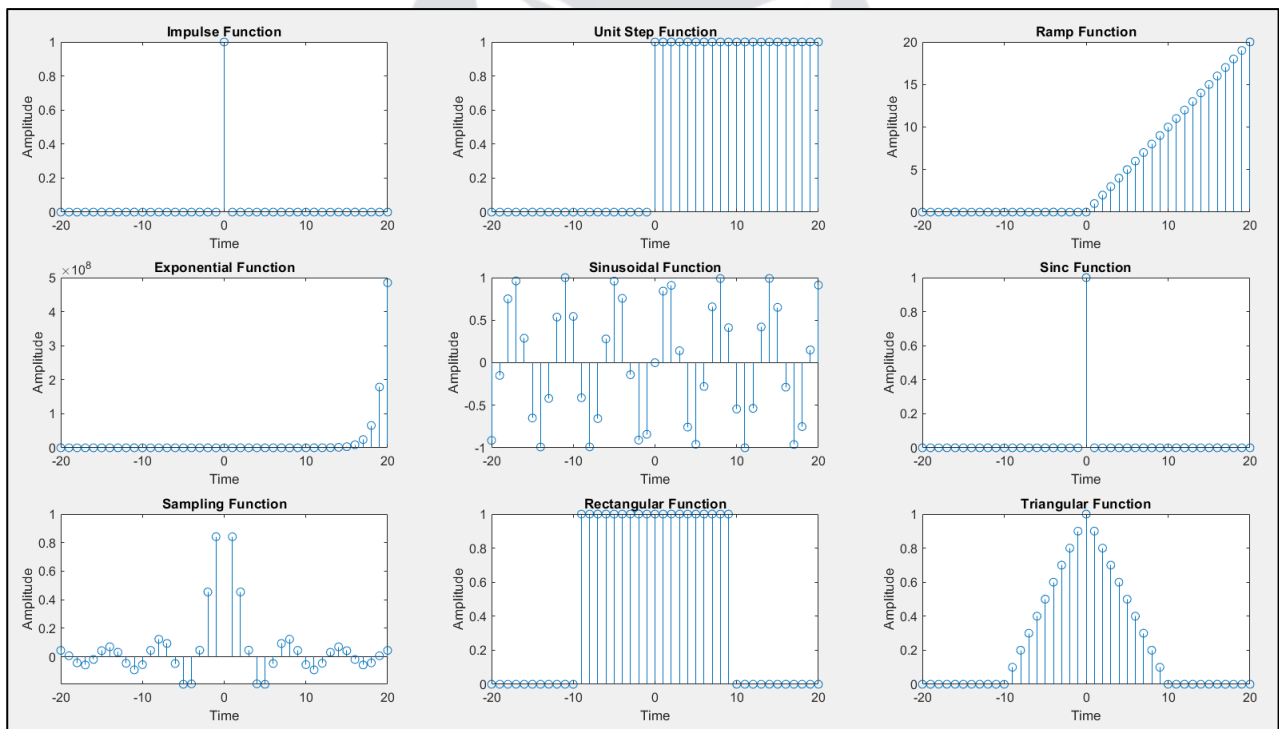 Impulse Function
1
0.8
0.6
0.4
0.2
0
-20 -10 0 10 20
Amplitude
Time
Unit Step Function
1
0.8
0.6
0.4
0.2
0
-20 -10 0 10 20
Amplitude
Time
Ramp Function
20
15
10
5
0
-20 -10 0 10 20
Amplitude
Time
Exponential Function
×10^8
5
4
3
2
1
0
-20 -10 0 10 20
Amplitude
Time
Sinusoidal Function
1
0.5
0
-0.5
-1
-20 -10 0 10 20
Amplitude
Time
Sinc Function
1
0.8
0.6
0.4
0.2
0
-20 -10 0 10 20
Amplitude
Time
Sampling Function
1
0.8
0.6
0.4
0.2
0
-20 -10 0 10 20
Amplitude
Time
Rectangular Function
1
0.8
0.6
0.4
0.2
0
-20 -10 0 10 20
Amplitude
Time
Triangular Function
1
0.8
0.6
0.4
0.2
0
-20 -10 0 10 20
Amplitude
Time